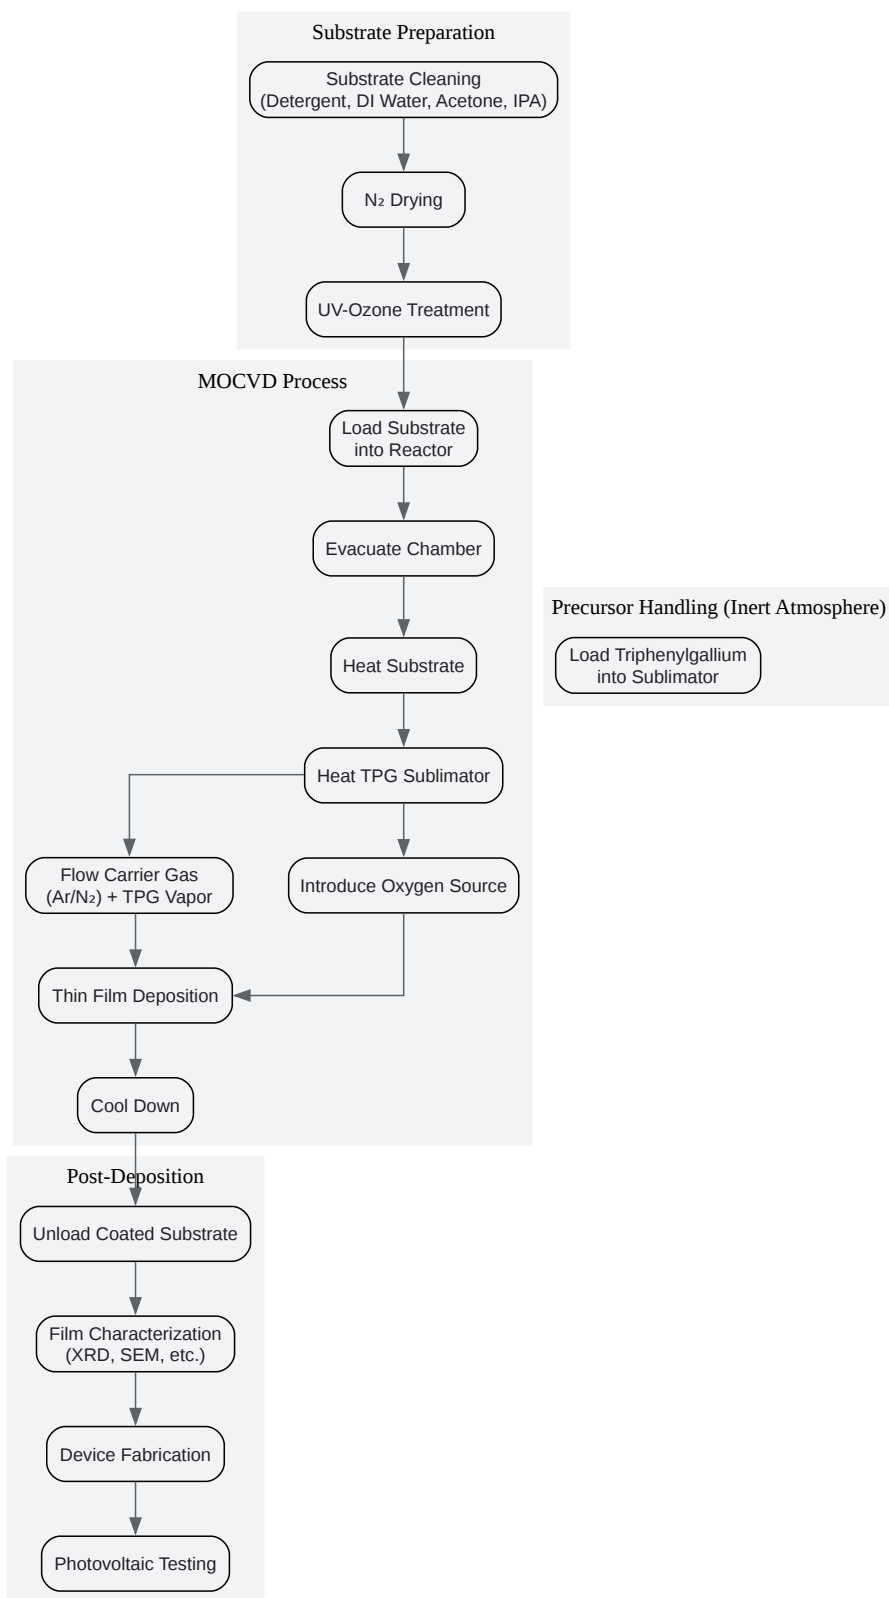 Substrate Preparation
Substrate Cleaning
(Detergent, DI Water, Acetone, IPA)
N₂ Drying
UV-Ozone Treatment
MOCVD Process
Load Substrate
into Reactor
Evacuate Chamber
Precursor Handling (Inert Atmosphere)
Load Triphenylgallium
into Sublimator
Heat Substrate
Heat TPG Sublimator
Flow Carrier Gas
(Ar/N₂) + TPG Vapor
Introduce Oxygen Source
Thin Film Deposition
Cool Down
Post-Deposition
Unload Coated Substrate
Film Characterization
(XRD, SEM, etc.)
Device Fabrication
Photovoltaic Testing